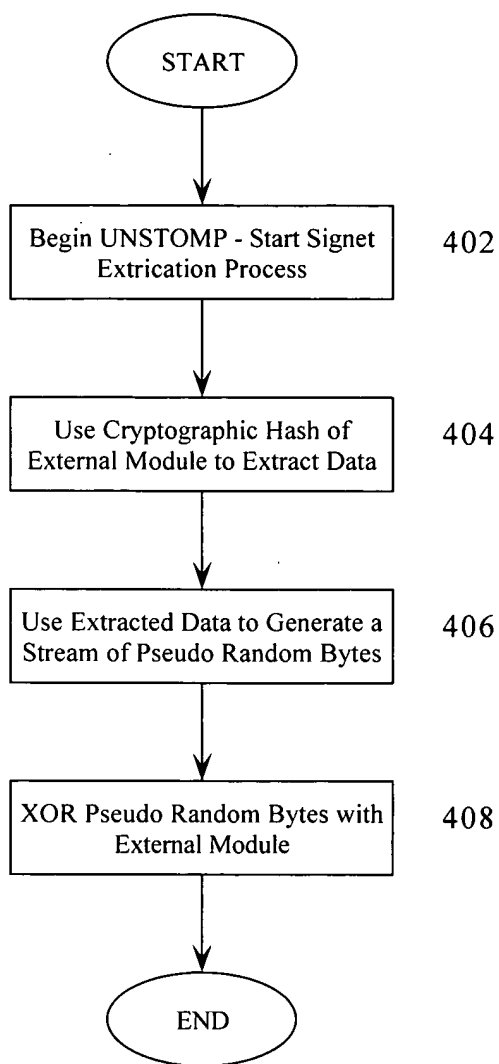 START
Begin UNSTOMP - Start Signet
Extrication Process
402
Use Cryptographic Hash of
External Module to Extract Data
404
Use Extracted Data to Generate a
Stream of Pseudo Random Bytes
406
XOR Pseudo Random Bytes with
External Module
408
END